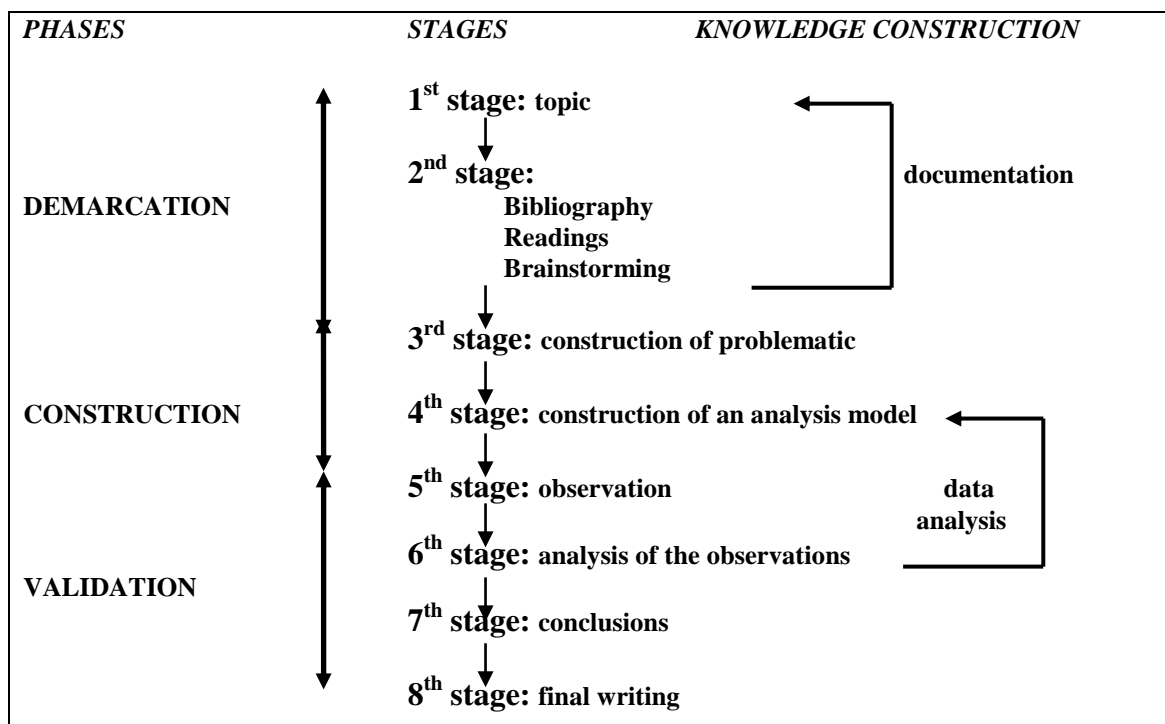 PHASES STAGES KNOWLEDGE CONSTRUCTION
1st stage: topic
2nd stage:
documentation
DEMARCATION
Bibliography
Readings
Brainstorming
3rd stage: construction of problematic
CONSTRUCTION
4th stage: construction of an analysis model
5th stage: observation
data
analysis
6th stage: analysis of the observations
VALIDATION
7th stage: conclusions
8th stage: final writing